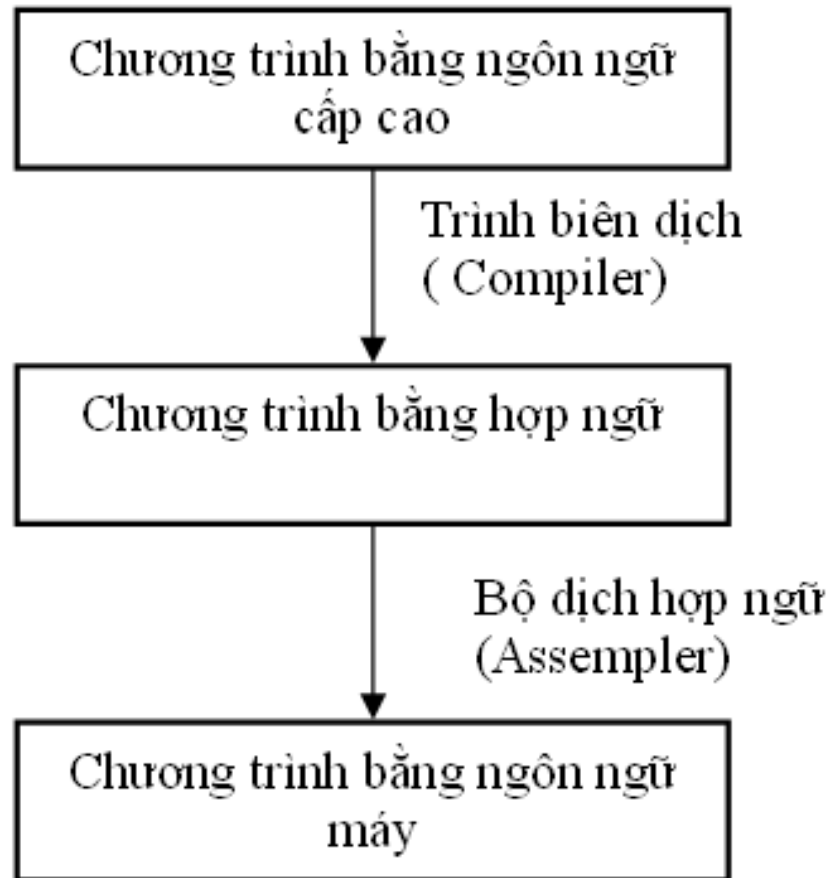 Chương trình bằng ngôn ngữ
cấp cao
Trình biên dịch
( Compiler)
Chương trình bằng hợp ngữ
Bộ dịch hợp ngữ
(Assempler)
Chương trình bằng ngôn ngữ
máy